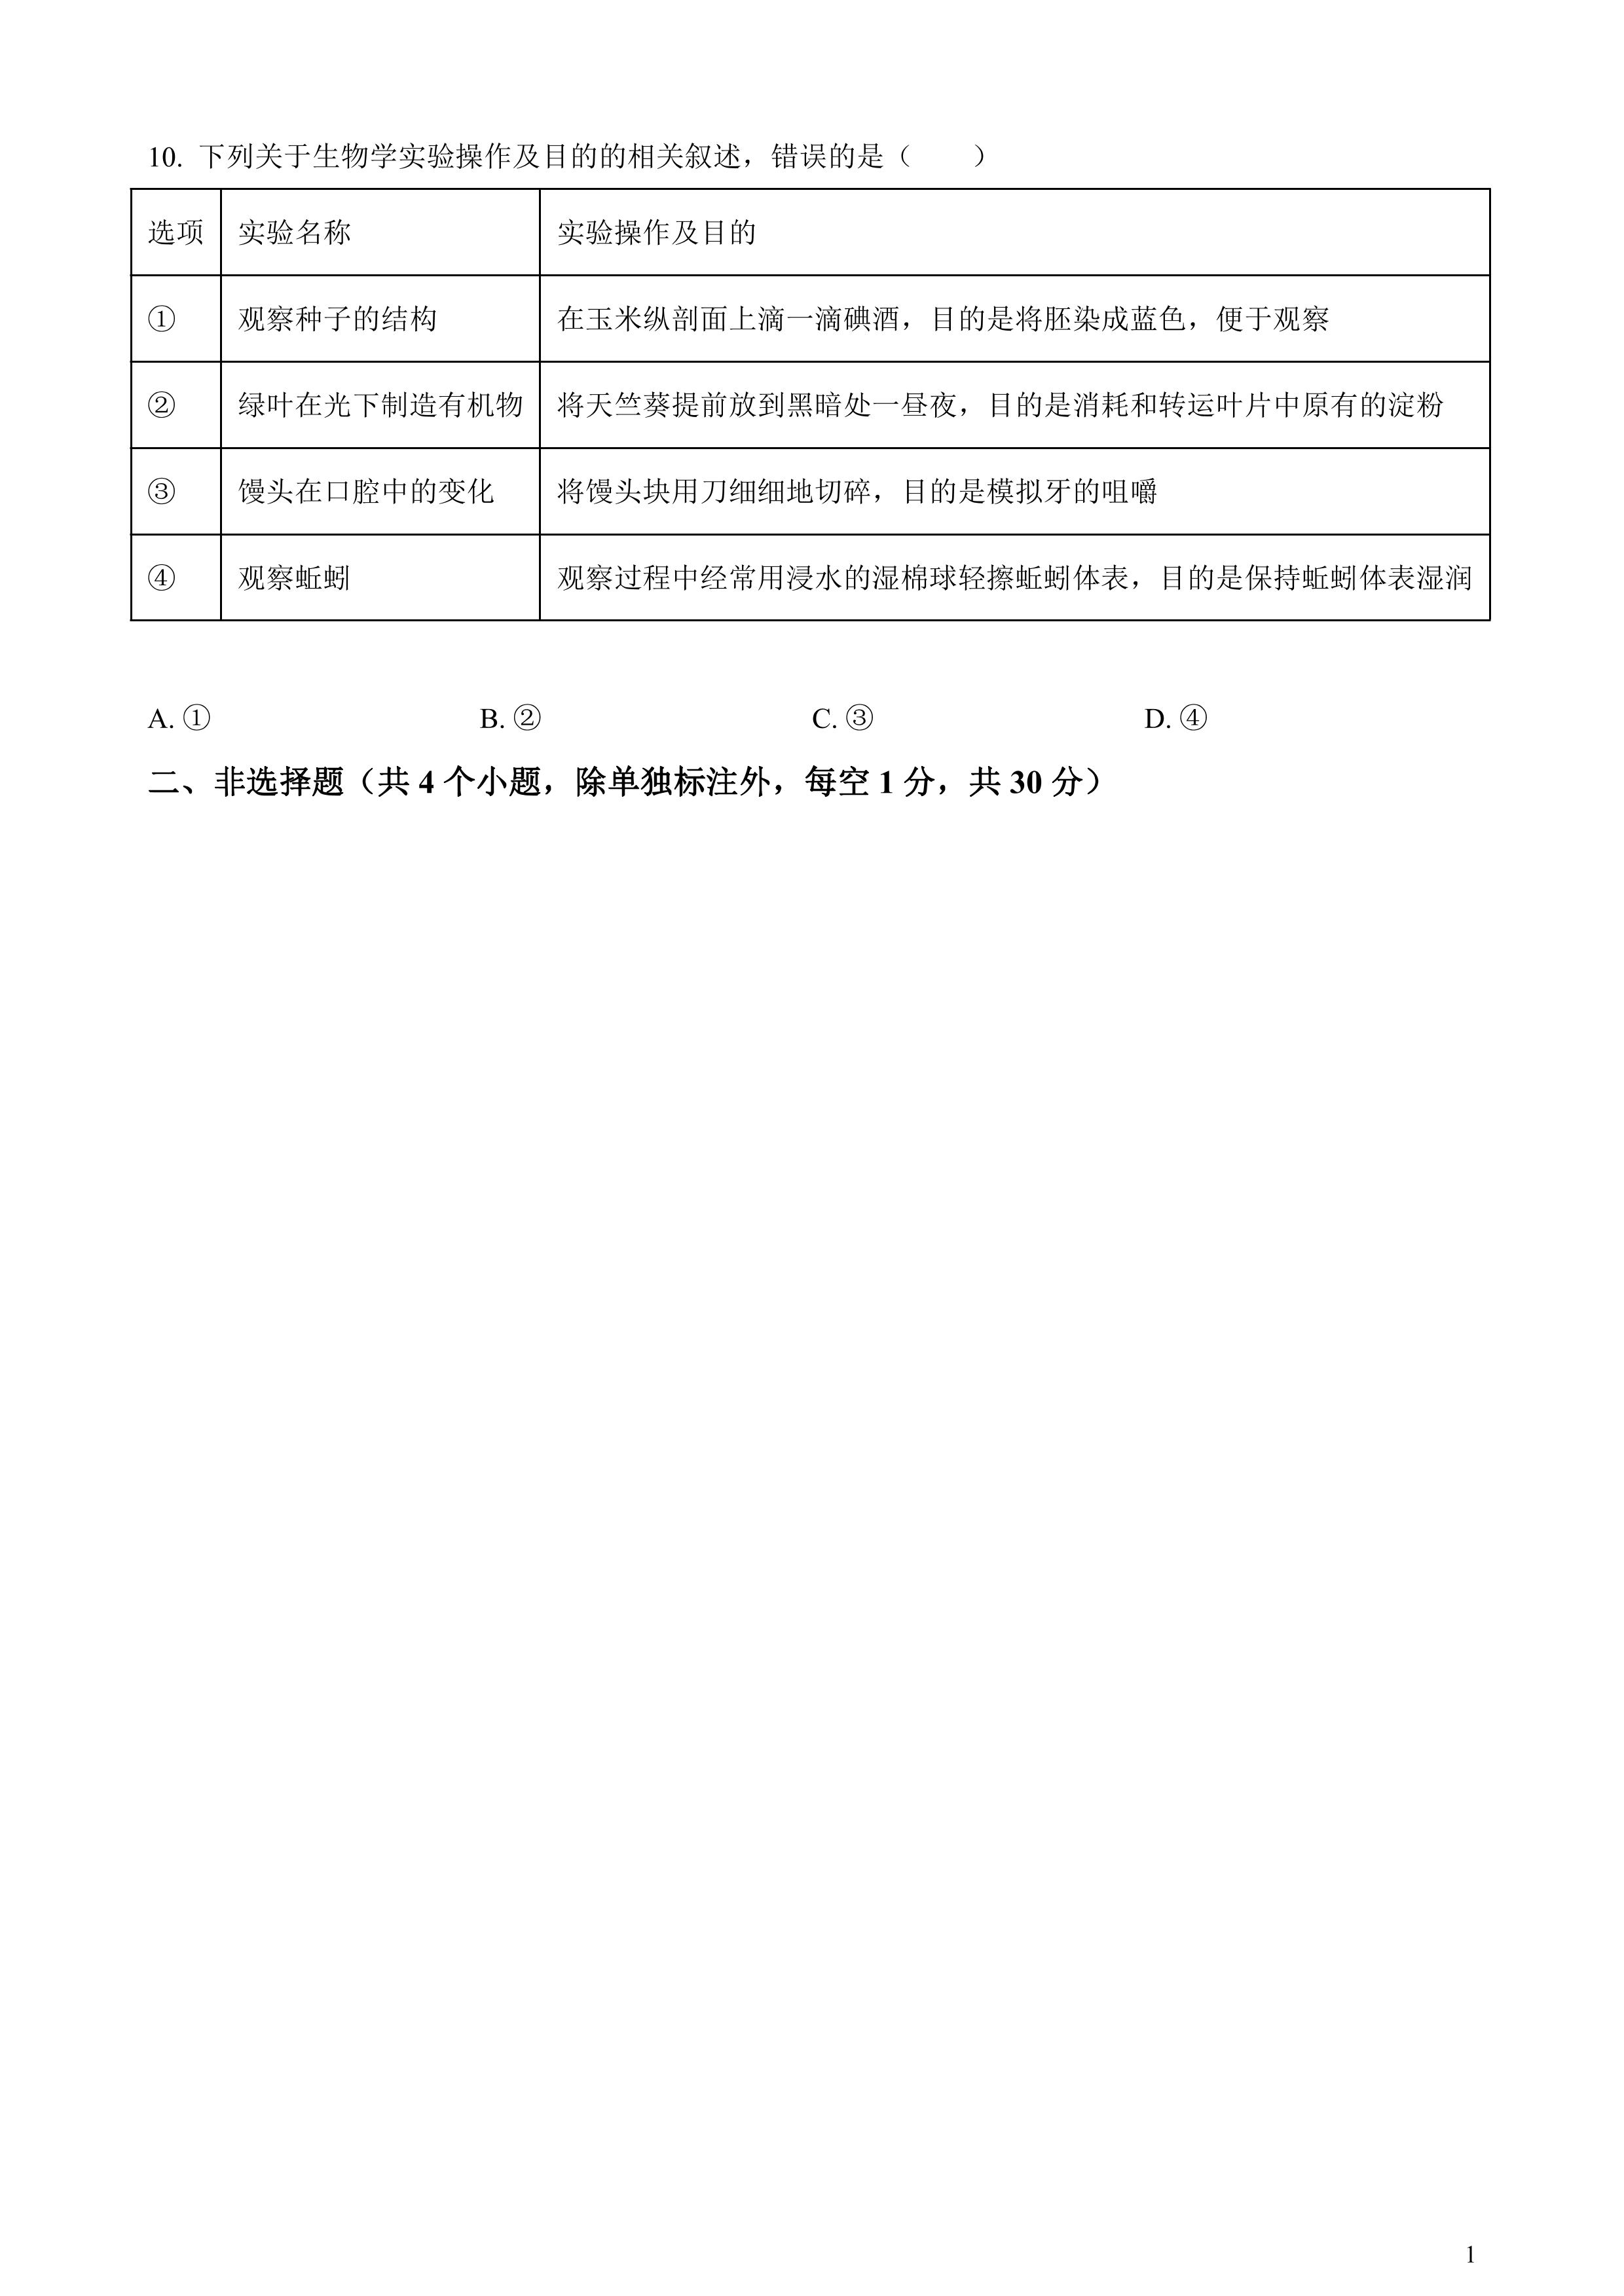 10. 下列关于生物学实验操作及目的的相关叙述，错误的是（　　）
选项 实验名称 实验操作及目的
① 观察种子的结构 在玉米纵剖面上滴一滴碘酒，目的是将胚染成蓝色，便于观察
② 绿叶在光下制造有机物 将天竺葵提前放到黑暗处一昼夜，目的是消耗和转运叶片中原有的淀粉
③ 馒头在口腔中的变化 将馒头块用刀细细地切碎，目的是模拟牙的咀嚼
④ 观察蚯蚓 观察过程中经常用浸水的湿棉球轻擦蚯蚓体表，目的是保持蚯蚓体表湿润
A. ① B. ② C. ③ D. ④
二、非选择题（共 4 个小题，除单独标注外，每空 1 分，共 30 分）
1